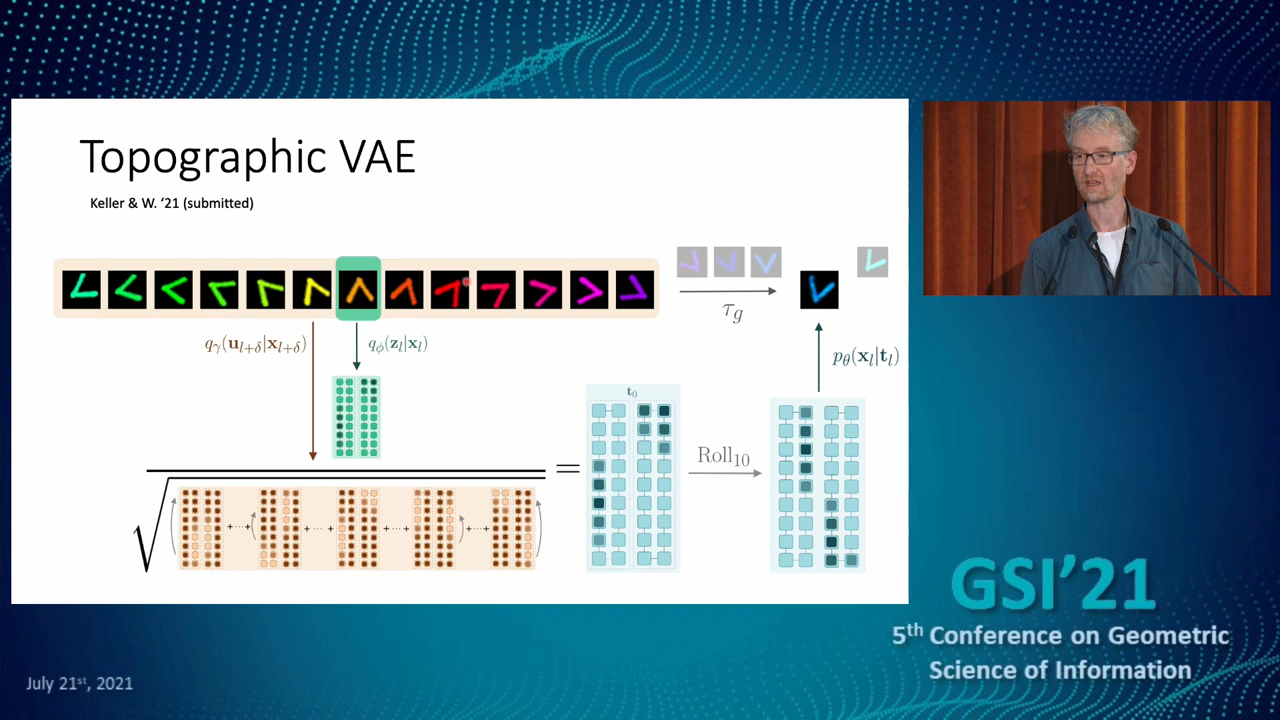 Topographic VAE
Keller & W. '21 (submitted)
τ_g
q_γ(u_{l+δ}|x_{l+δ})
q_ϕ(z_l|x_l)
p_θ(x_l|t_l)
t_0
=
Roll_10
+ ··· +
+ ··· +
+ ··· +
+ ··· +
GSI'21
5th Conference on Geometric
Science of Information
July 21st, 2021